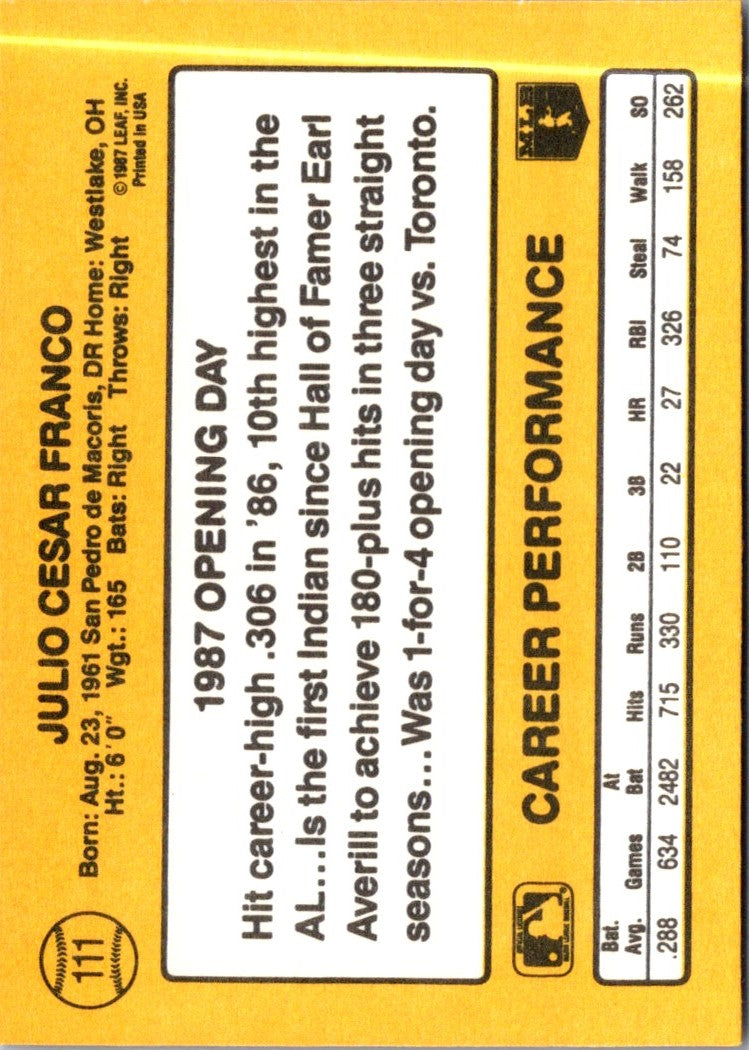 111
JULIO CESAR FRANCO
Born: Aug. 23, 1961 San Pedro de Macoris, DR Home: Westlake, OH
Ht.: 6'0" Wgt.: 165 Bats: Right Throws: Right
© 1987 LEAF, INC.
Printed in USA
1987 OPENING DAY
Hit career-high .306 in '86, 10th highest in the
AL...Is the first Indian since Hall of Famer Earl
Averill to achieve 180-plus hits in three straight
seasons...Was 1-for-4 opening day vs. Toronto.
CAREER PERFORMANCE
MLB
Bat. Avg. Games At Bat Hits Runs 2B 3B HR RBI Steal Walk SO
.288 634 2482 715 330 110 22 27 326 74 158 262